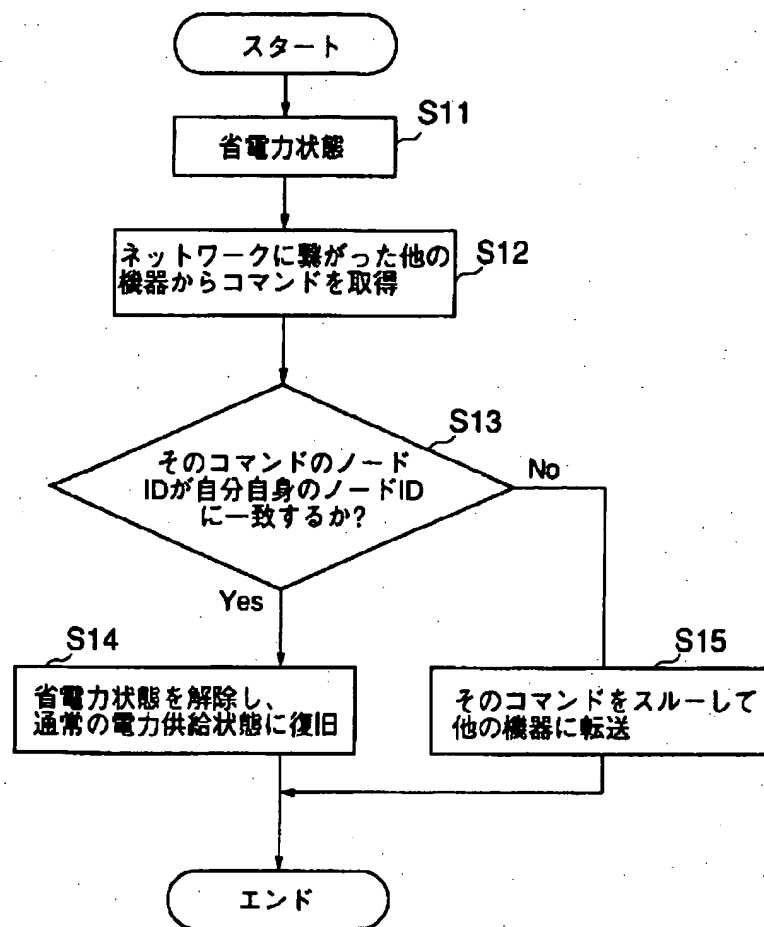 スタート
S11
省電力状態
S12
ネットワークに繋がった他の
機器からコマンドを取得
S13
そのコマンドのノード
IDが自分自身のノードID
に一致するか?
No
Yes
S14
省電力状態を解除し、
通常の電力供給状態に復旧
S15
そのコマンドをスルーして
他の機器に転送
エンド